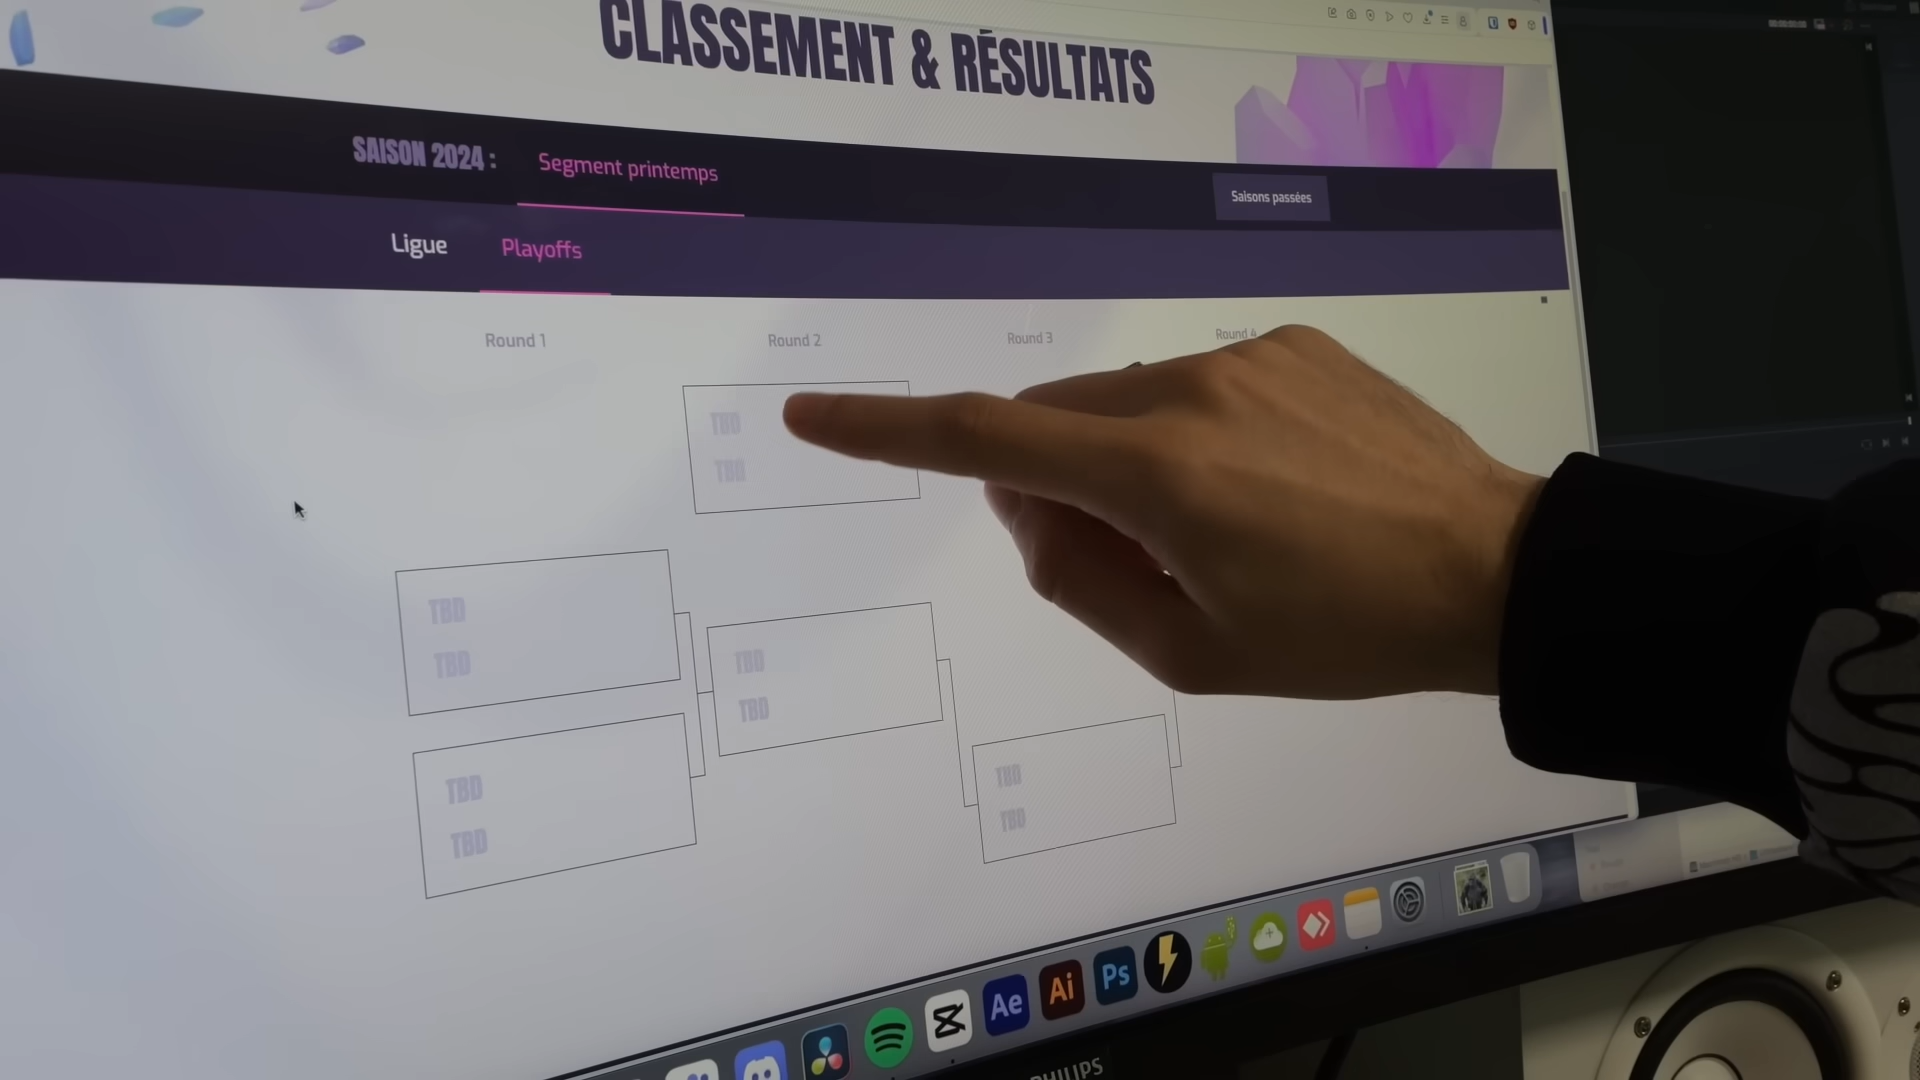 CLASSEMENT & RÉSULTATS
SAISON 2024 :
Segment printemps
Saisons passées
Ligue
Playoffs
Round 1
Round 2
Round 3
Round 4
TBD
TBD
TBD
TBD
TBD
TBD
TBD
TBD
TBD
TBD
Ae
Ai
Ps
PHILIPS